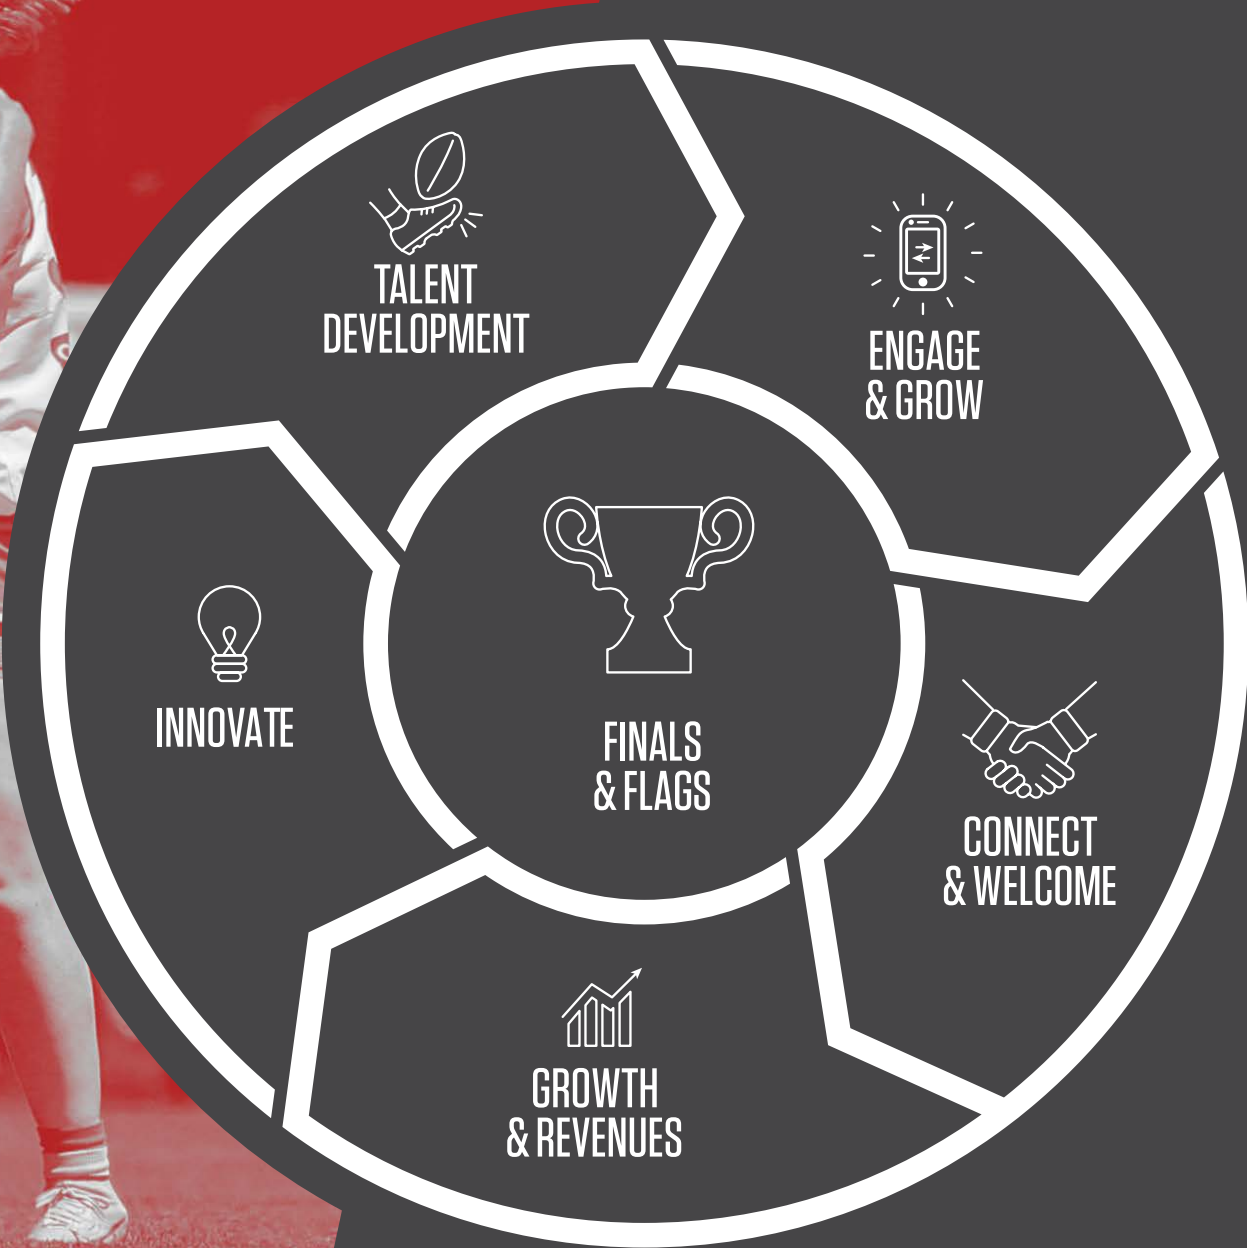 TALENT
DEVELOPMENT
ENGAGE
& GROW
INNOVATE
FINALS
& FLAGS
CONNECT
& WELCOME
GROWTH
& REVENUES